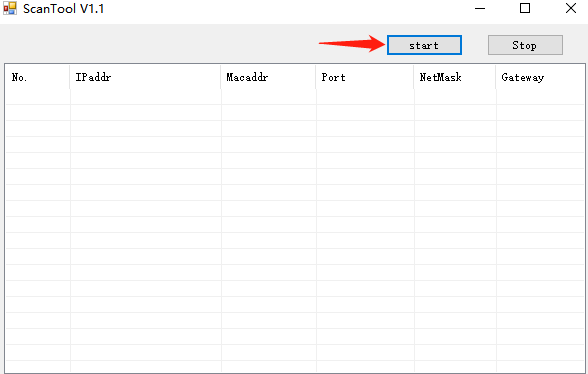 ScanTool V1.1
start Stop
No. IPaddr Macaddr Port NetMask Gateway